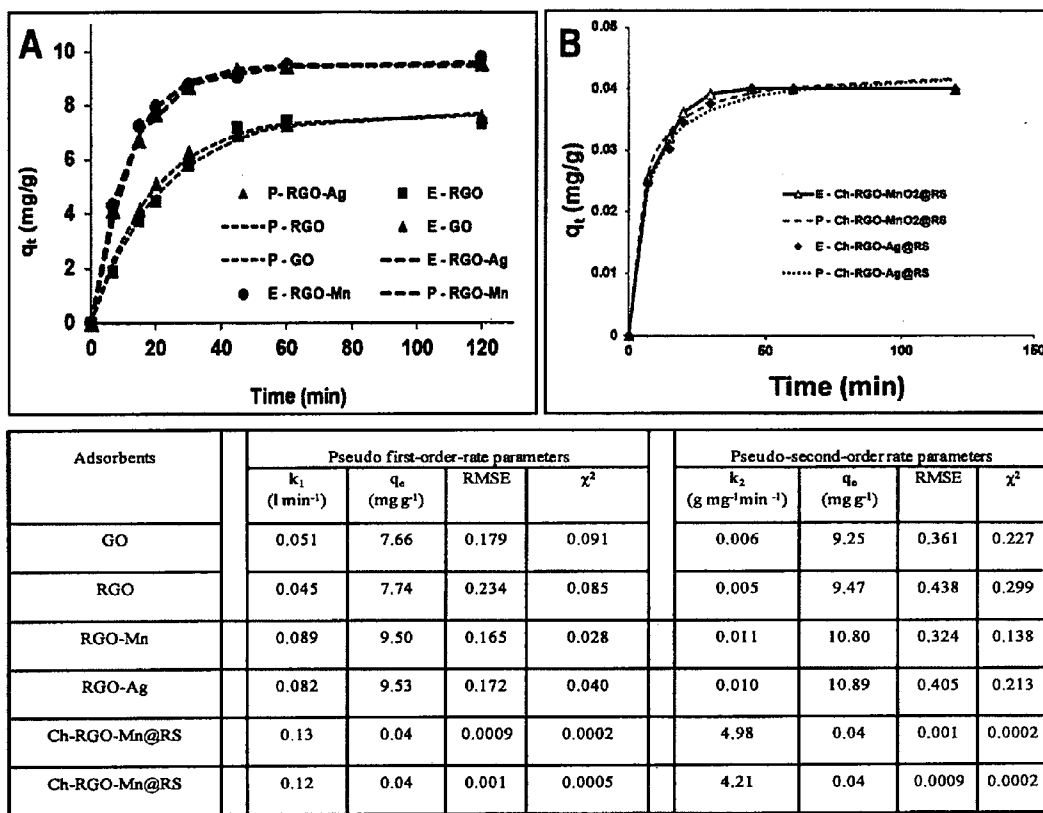 A
q_t (mg/g)
10
8
6
4
2
0
P - RGO-Ag
E - RGO
P - RGO
E - GO
P - GO
E - RGO-Ag
E - RGO-Mn
P - RGO-Mn
0 20 40 60 80 100 120
Time (min)
B
q_t (mg/g)
0.05
0.04
0.03
0.02
0.01
0
E - Ch-RGO-MnO2@RS
P - Ch-RGO-MnO2@RS
E - Ch-RGO-Ag@RS
P - Ch-RGO-Ag@RS
0 50 100 150
Time (min)
Adsorbents Pseudo first-order-rate parameters Pseudo-second-order rate parameters
k₁ qₑ RMSE χ² k₂ qₑ RMSE χ²
(l min⁻¹) (mg g⁻¹) (g mg⁻¹min⁻¹) (mg g⁻¹)
GO 0.051 7.66 0.179 0.091 0.006 9.25 0.361 0.227
RGO 0.045 7.74 0.234 0.085 0.005 9.47 0.438 0.299
RGO-Mn 0.089 9.50 0.165 0.028 0.011 10.80 0.324 0.138
RGO-Ag 0.082 9.53 0.172 0.040 0.010 10.89 0.405 0.213
Ch-RGO-Mn@RS 0.13 0.04 0.0009 0.0002 4.98 0.04 0.001 0.0002
Ch-RGO-Mn@RS 0.12 0.04 0.001 0.0005 4.21 0.04 0.0009 0.0002